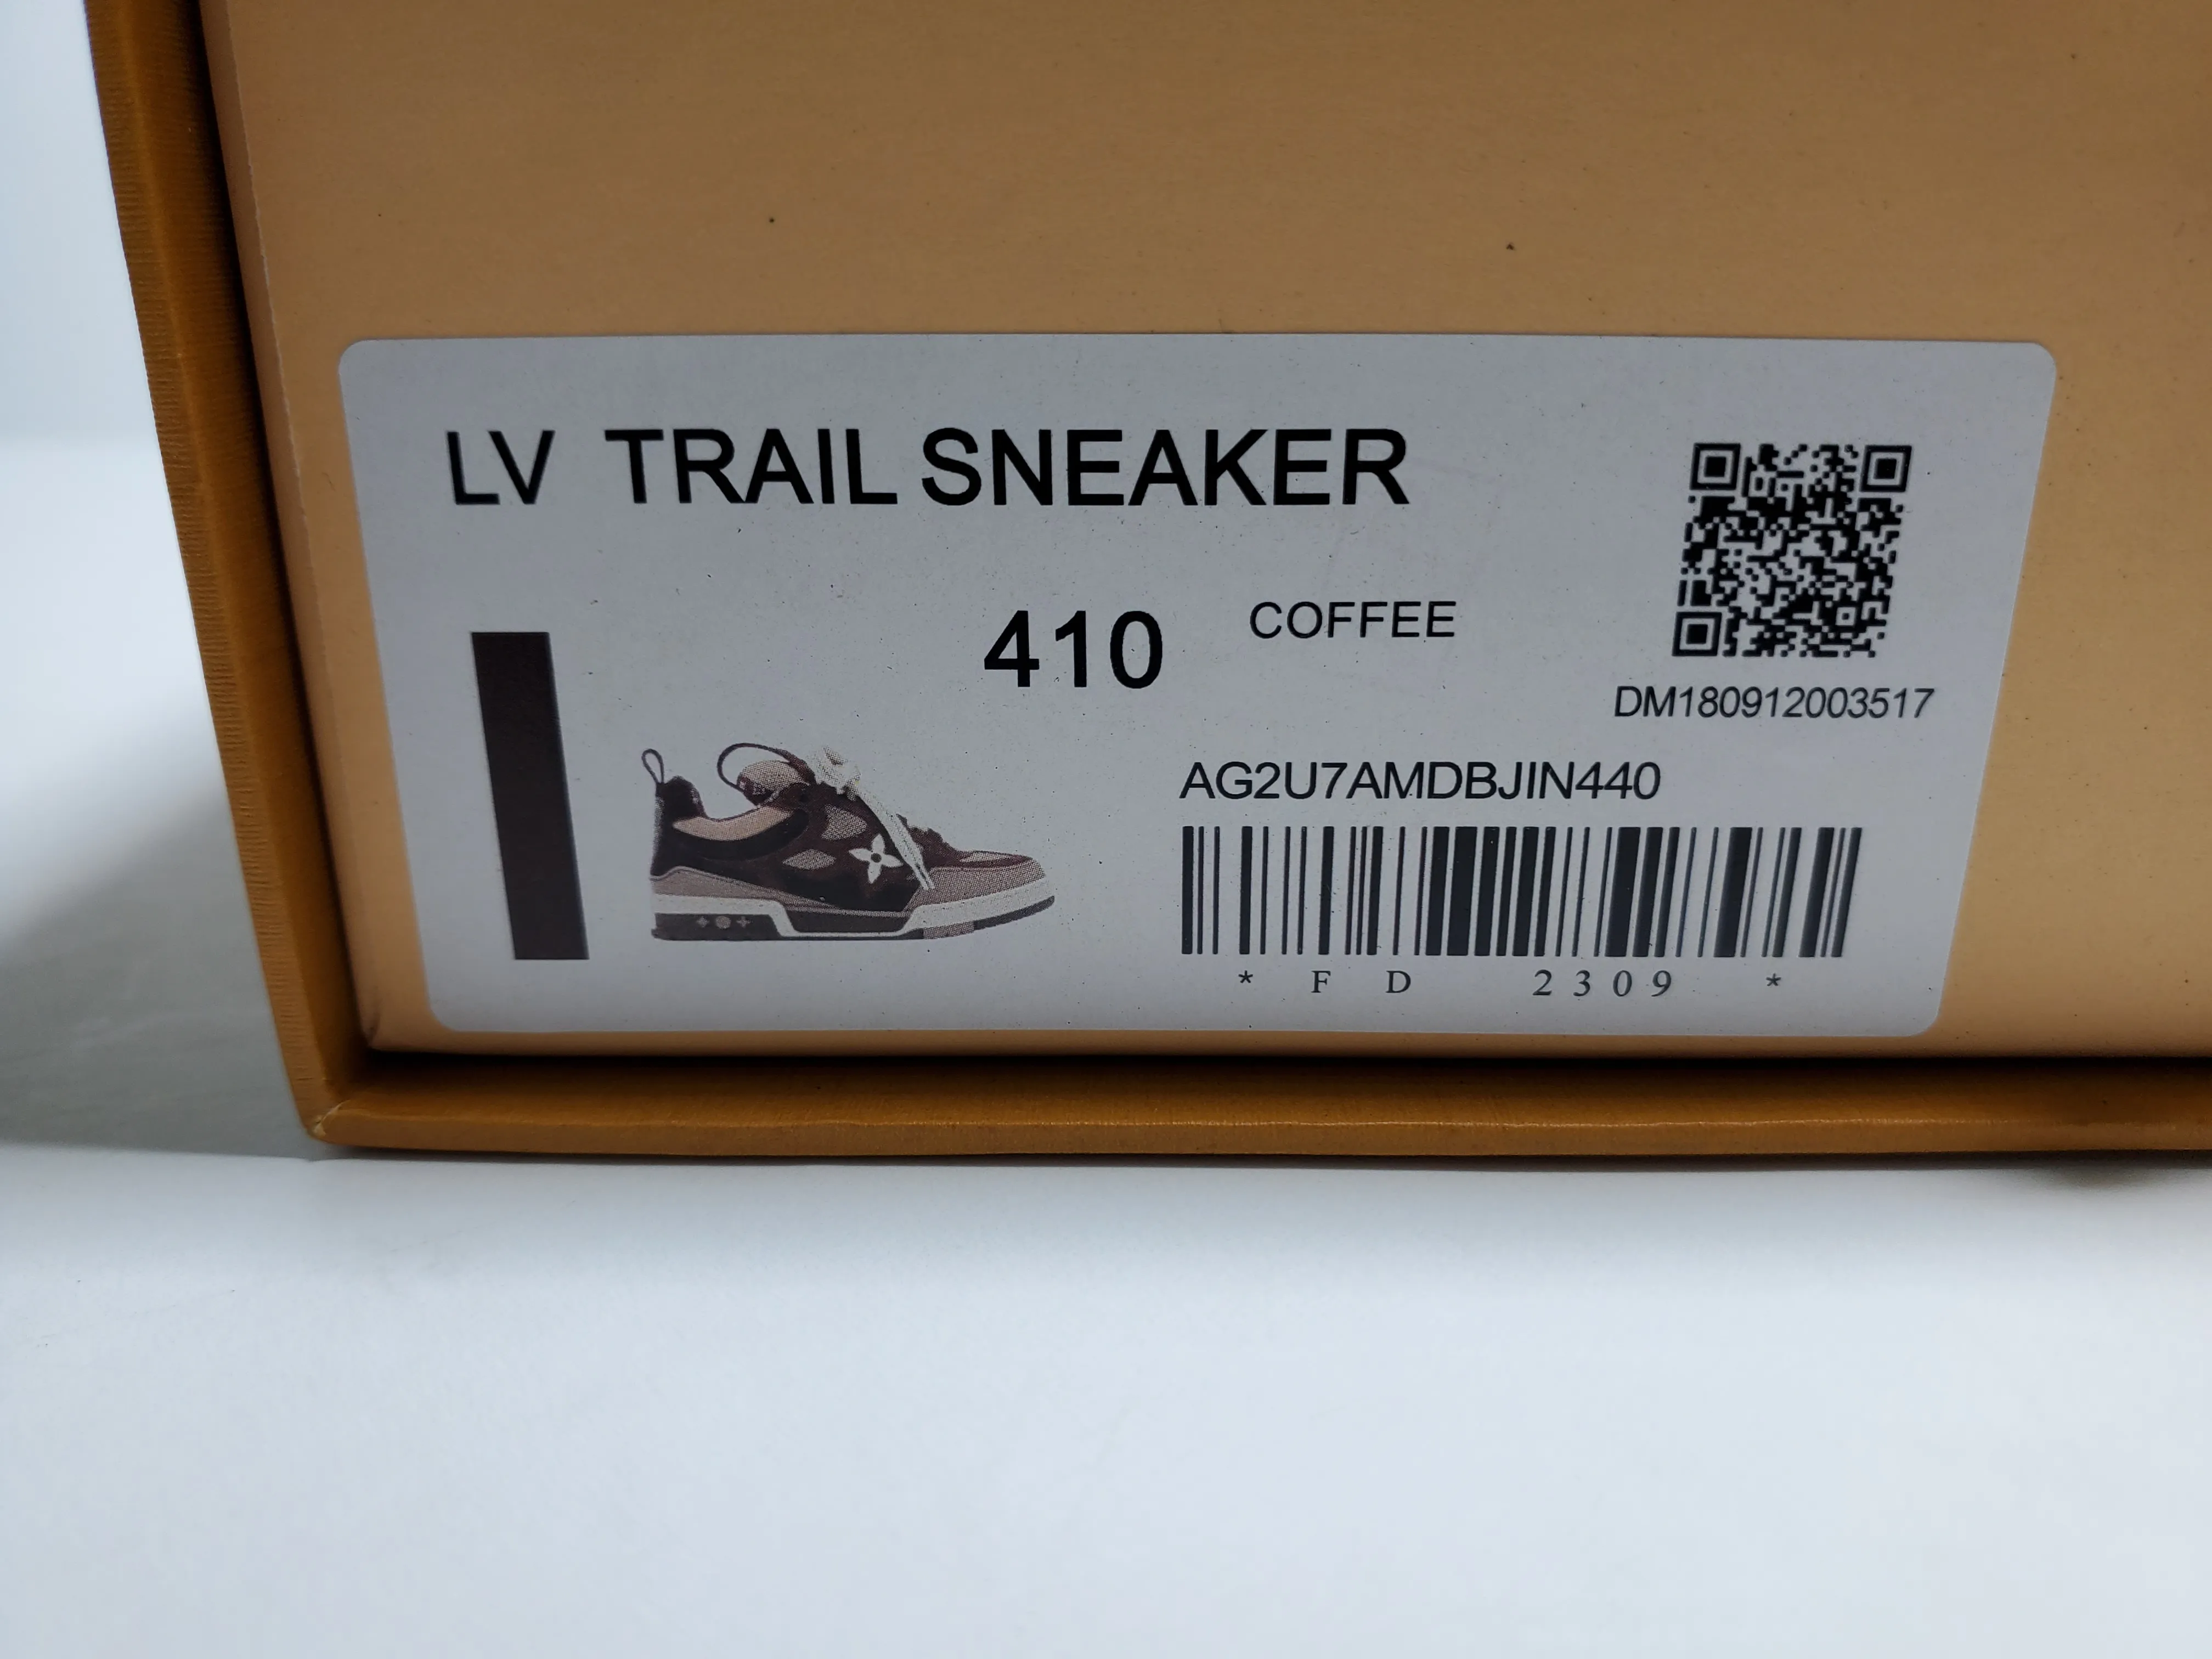 LV TRAIL SNEAKER
410 COFFEE
DM180912003517
AG2U7AMDBJIN440
* F D 2309 *